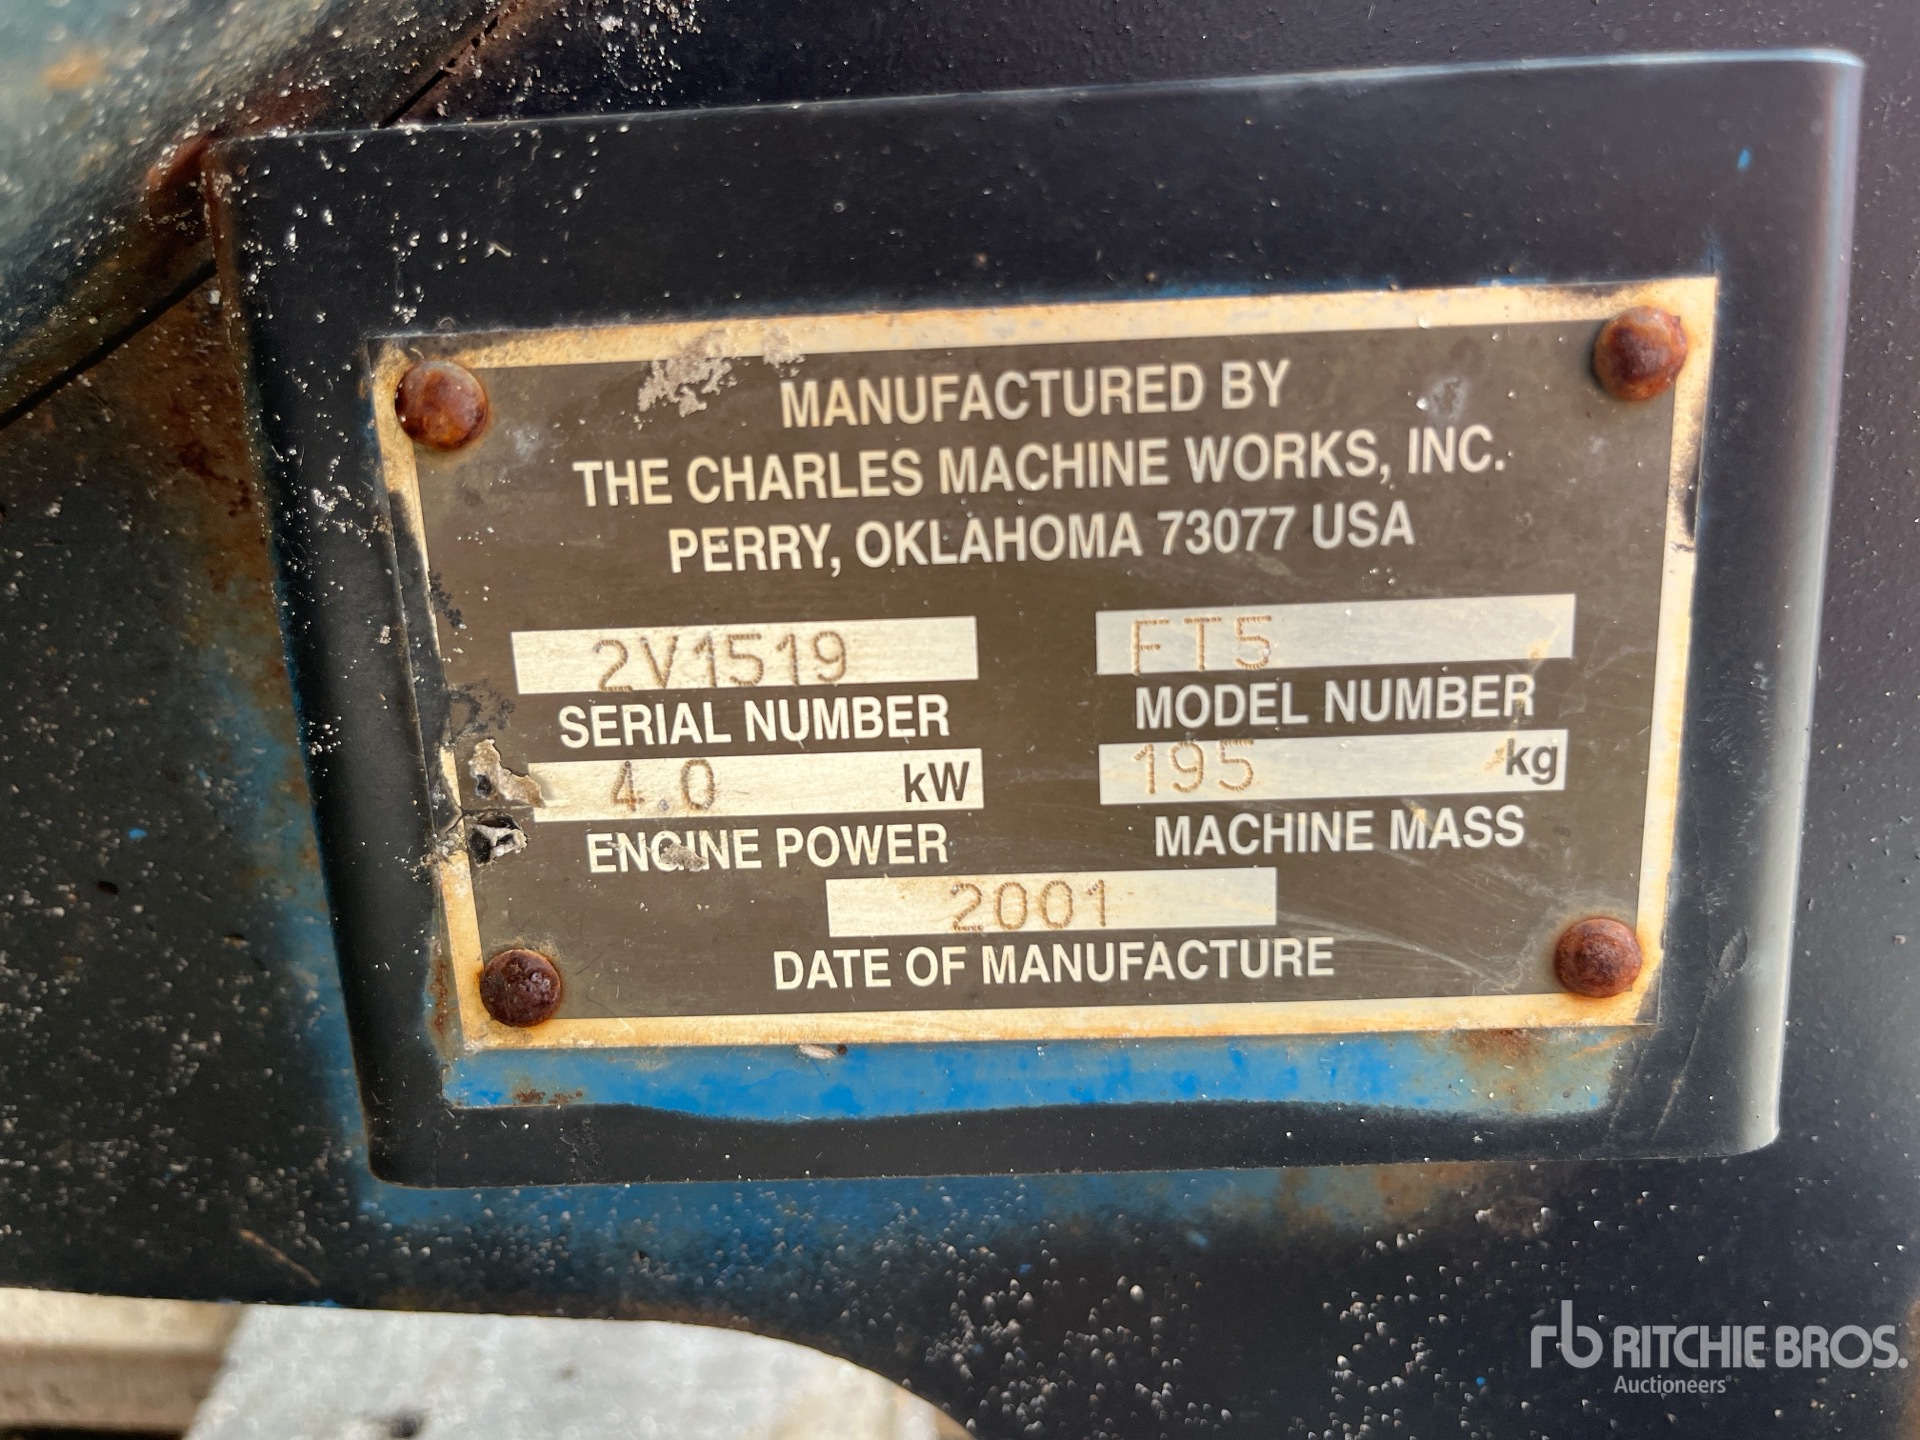 MANUFACTURED BY
THE CHARLES MACHINE WORKS, INC.
PERRY, OKLAHOMA 73077 USA
2V1519 FT5
SERIAL NUMBER MODEL NUMBER
4.0 kW 195 kg
ENGINE POWER MACHINE MASS
2001
DATE OF MANUFACTURE
rb RITCHIE BROS.
Auctioneers